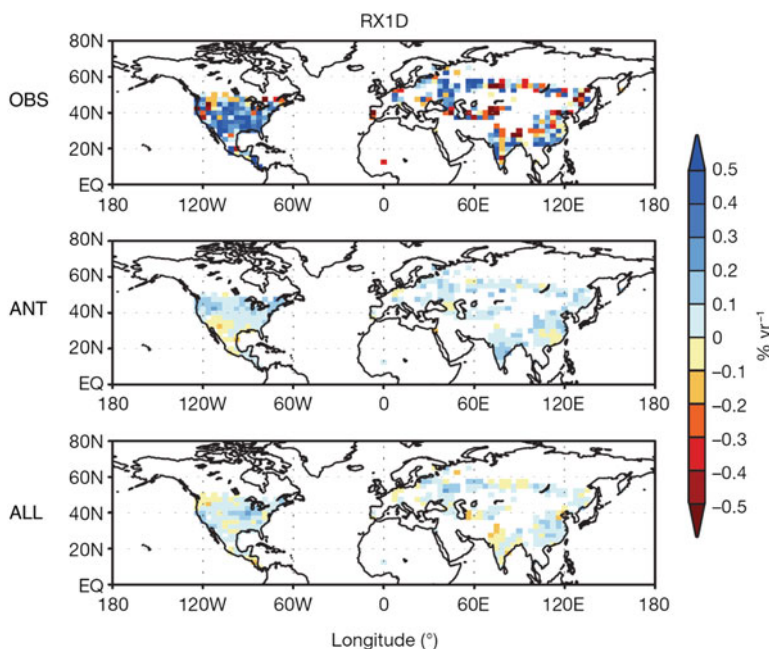 RX1D
80N
60N
OBS
40N
20N
EQ
180 120W 60W 0 60E 120E 180
80N
60N
ANT
40N
20N
EQ
180 120W 60W 0 60E 120E 180
80N
60N
ALL
40N
20N
EQ
180 120W 60W 0 60E 120E 180
Longitude (°)
0.5
0.4
0.3
0.2
0.1
0
–0.1
–0.2
–0.3
–0.4
–0.5
% yr⁻¹